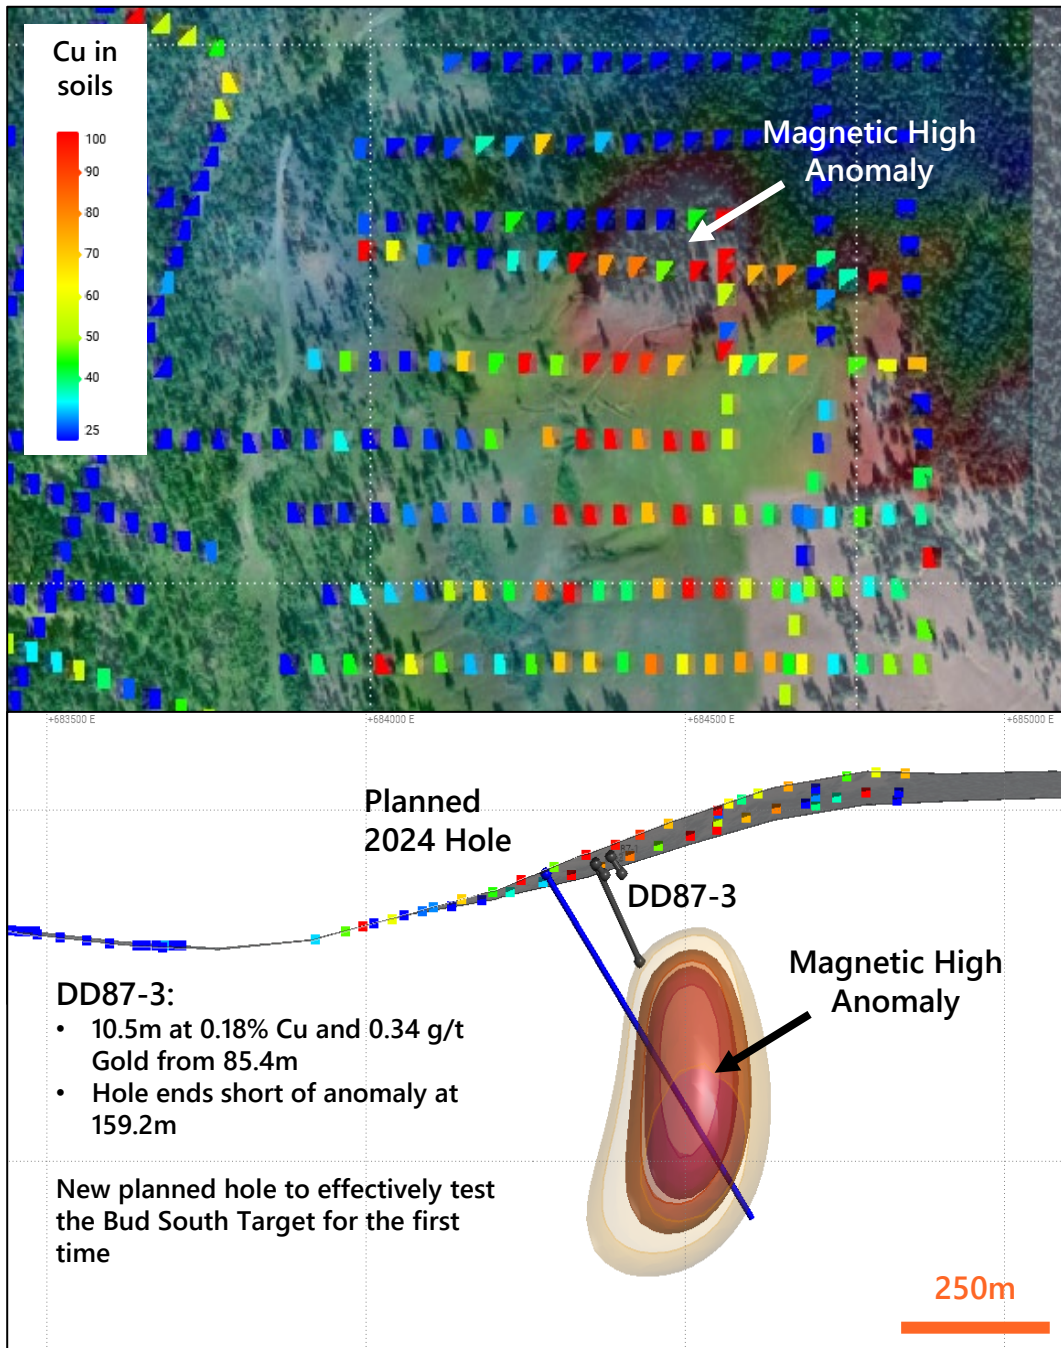 Cu in
soils
100
90
80
70
60
50
40
25
Magnetic High
Anomaly
+683500 E
+684000 E
+684500 E
+685000 E
Planned
2024 Hole
DD87-3
Magnetic High
Anomaly
DD87-3:
• 10.5m at 0.18% Cu and 0.34 g/t
Gold from 85.4m
• Hole ends short of anomaly at
159.2m
New planned hole to effectively test
the Bud South Target for the first
time
250m